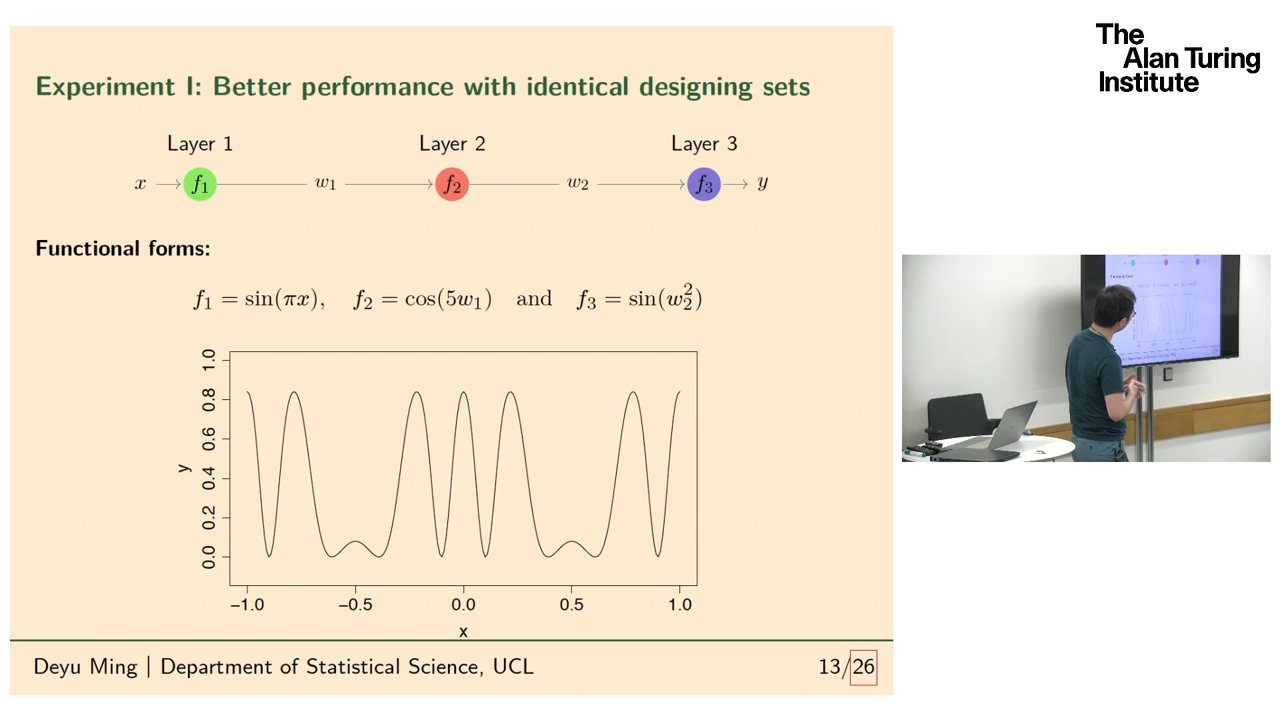 The
Alan Turing
Institute
Experiment I: Better performance with identical designing sets
Layer 1 Layer 2 Layer 3
x f₁ w₁ f₂ w₂ f₃ y
Functional forms:
f₁ = sin(πx), f₂ = cos(5w₁) and f₃ = sin(w₂²)
1.0
0.8
0.6
0.4
0.2
0.0
y
−1.0 −0.5 0.0 0.5 1.0
x
Deyu Ming | Department of Statistical Science, UCL 13/26